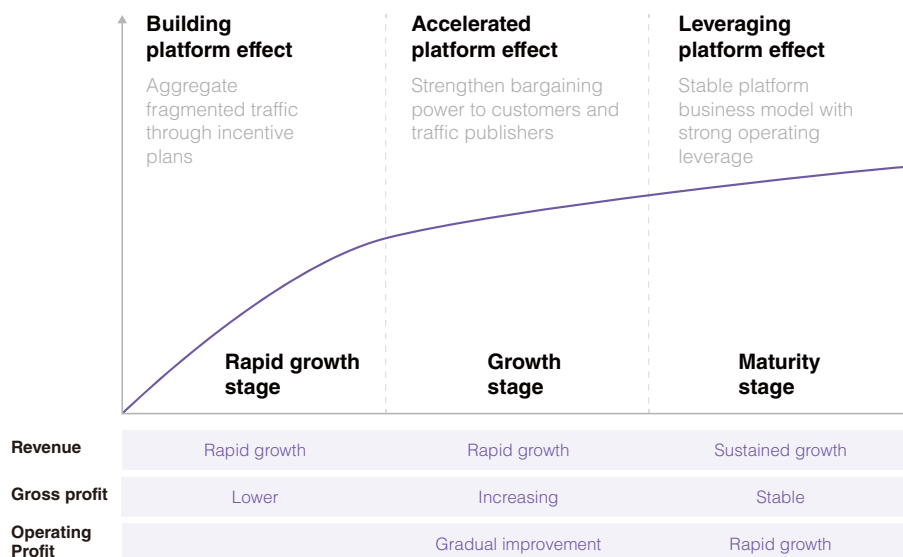 Building
platform effect
Aggregate
fragmented traffic
through incentive
plans
Accelerated
platform effect
Strengthen bargaining
power to customers and
traffic publishers
Leveraging
platform effect
Stable platform
business model with
strong operating
leverage
Rapid growth
stage
Growth
stage
Maturity
stage
Revenue
Rapid growth
Rapid growth
Sustained growth
Gross profit
Lower
Increasing
Stable
Operating
Profit
Gradual improvement
Rapid growth